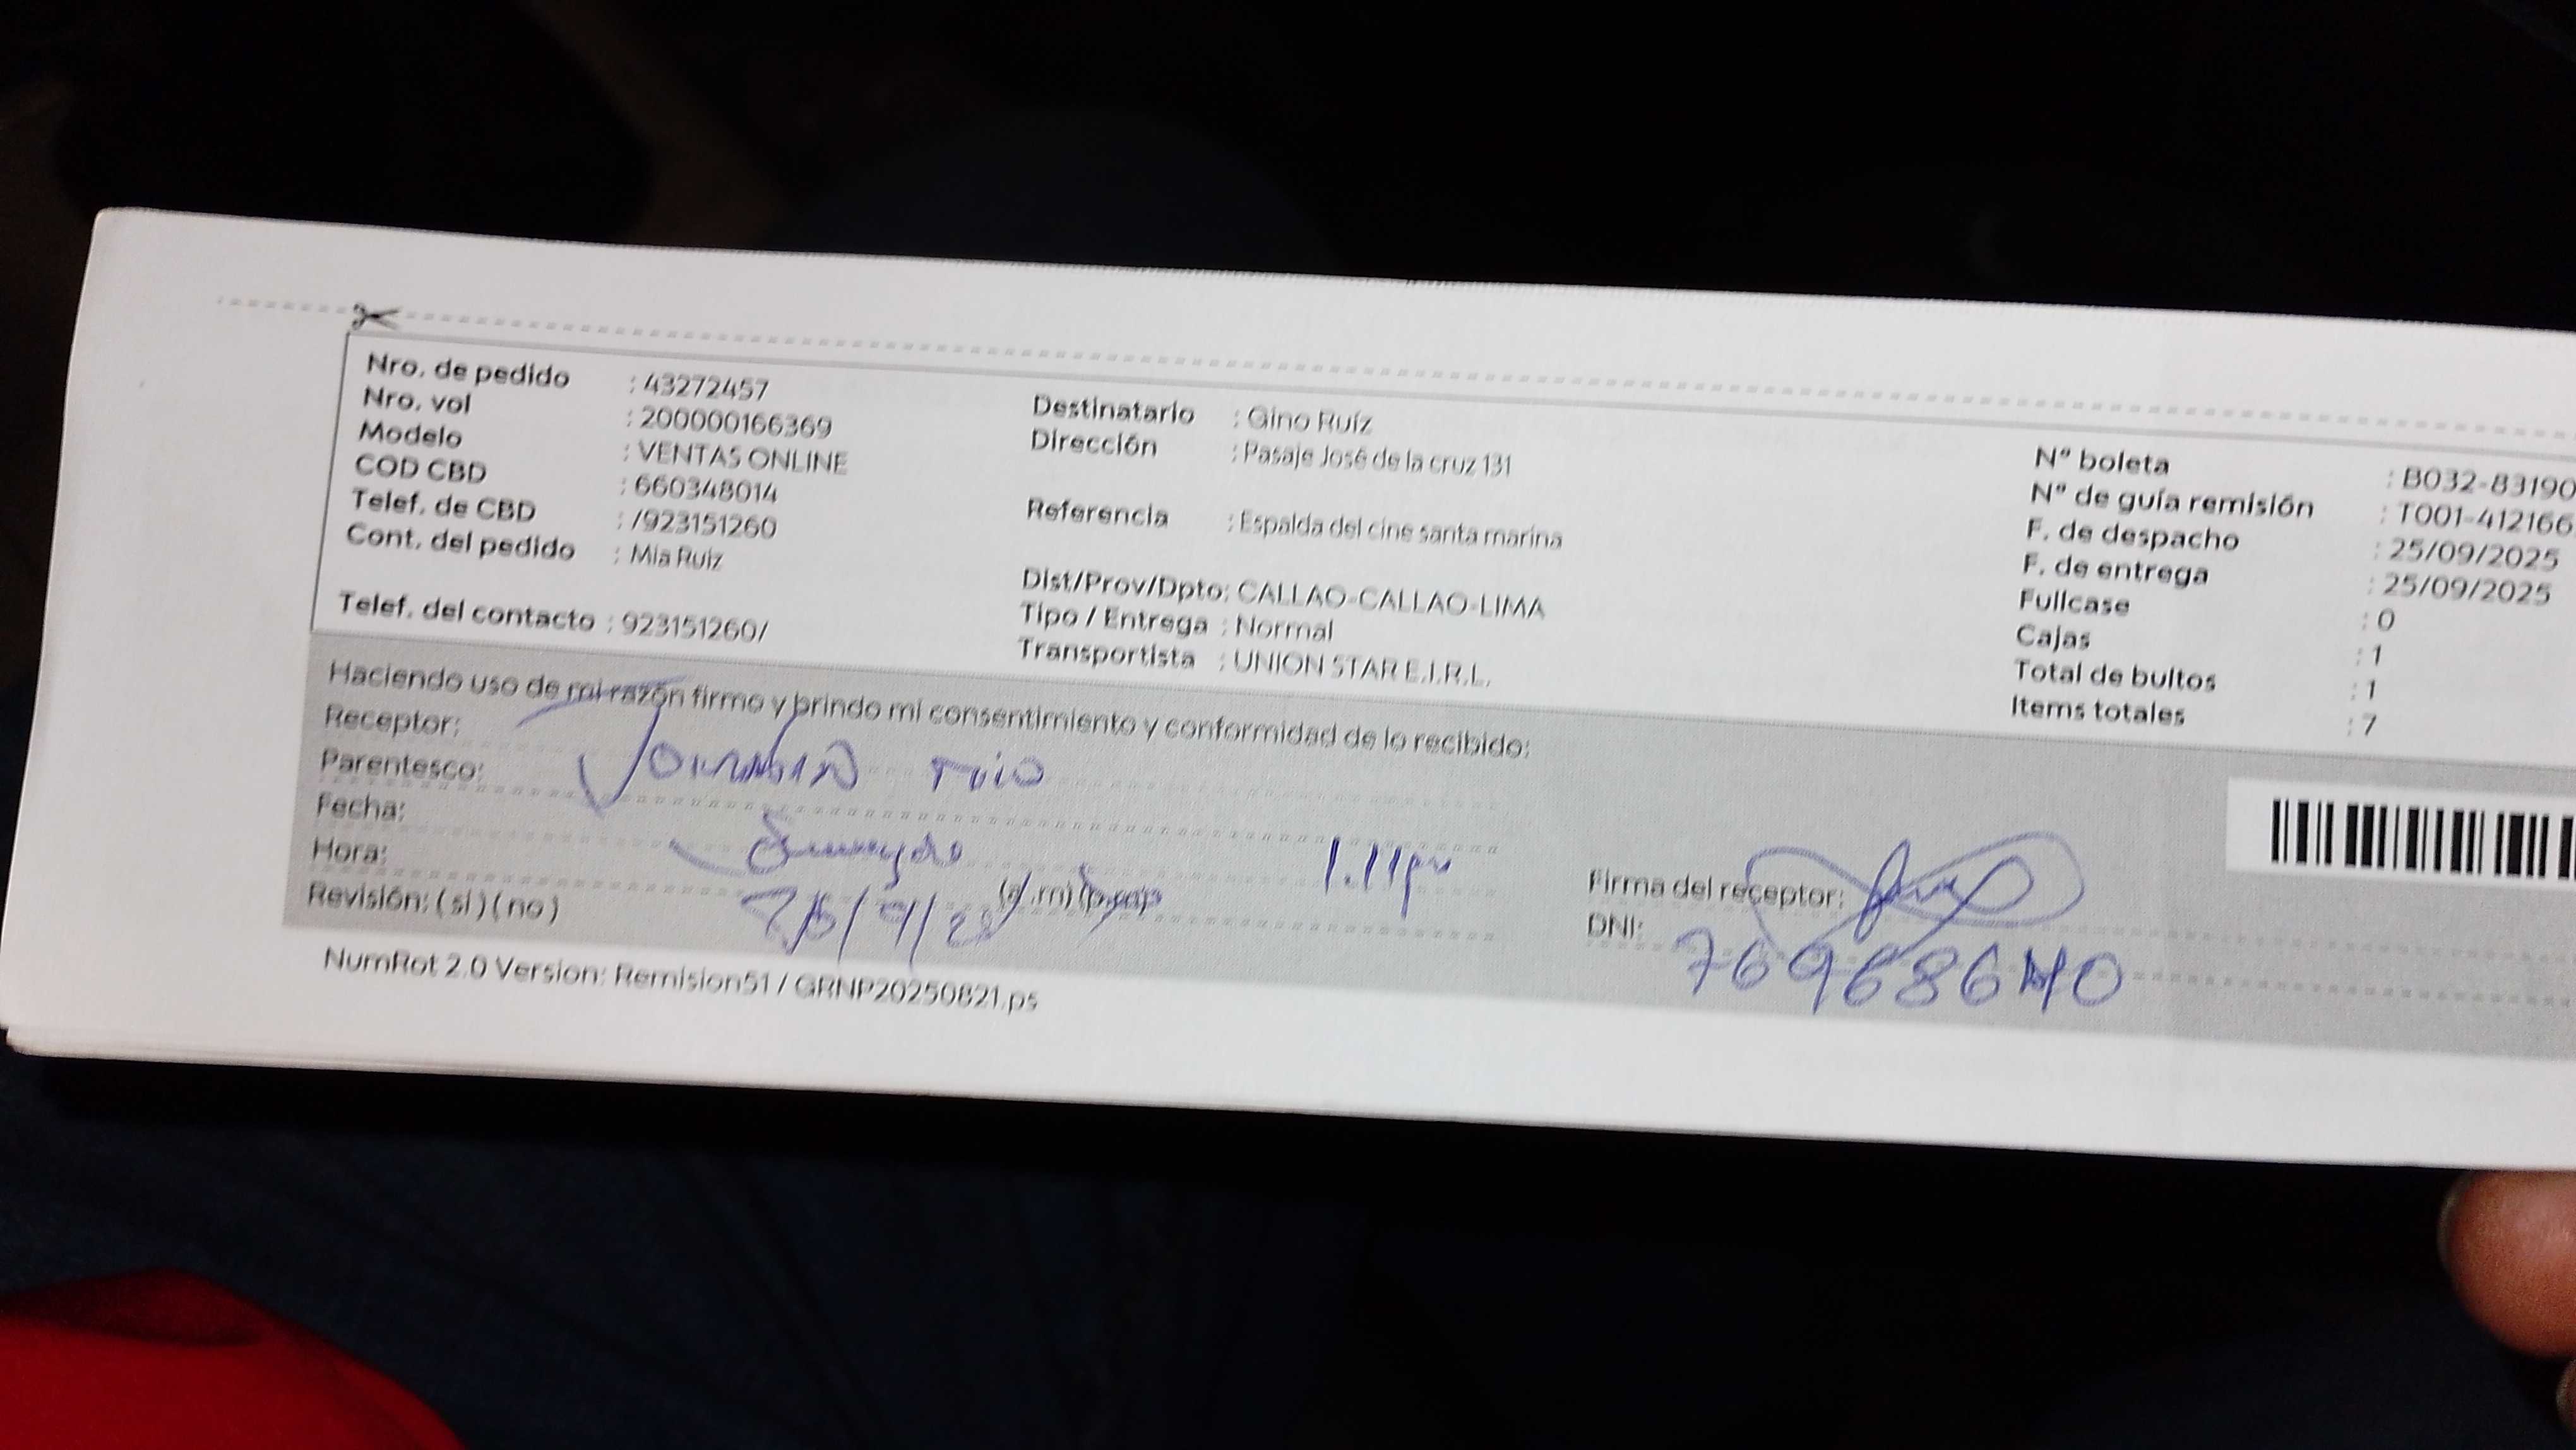 Nro. de pedido : 43272457
Nro. vol : 200000166369
Modelo : VENTAS ONLINE
COD CBD : 660348014
Telef. de CBD : /923151260
Cont. del pedido : Mia Ruiz
Telef. del contacto : 923151260/
Destinatario : Gino Ruíz
Dirección : Pasaje José de la cruz 131
Referencia : Espalda del cine santa marina
Dist/Prov/Dpto: CALLAO-CALLAO-LIMA
Tipo / Entrega : Normal
Transportista : UNION STAR E.I.R.L.
N° boleta : B032-83190
N° de guía remisión : T001-412166
F. de despacho : 25/09/2025
F. de entrega : 25/09/2025
Fullcase : 0
Cajas : 1
Total de bultos : 1
Items totales : 7
Haciendo uso de mi razón firmo y brindo mi consentimiento y conformidad de lo recibido:
Receptor:
Parentesco:
Fecha:
Hora: (a.m) (p.m) 1.11pm
Revisión: (si) (no)
Firma del receptor:
DNI:
NumRot 2.0 Version: Remision51 / GRNP20250821.ps